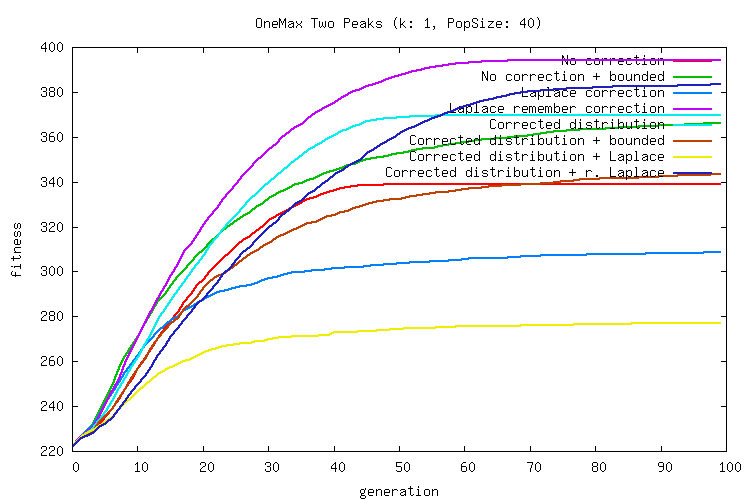 OneMax Two Peaks (k: 1, PopSize: 40)
400
380
360
340
320
300
280
260
240
220
fitness
No correction
No correction + bounded
Laplace correction
Laplace remember correction
Corrected distribution
Corrected distribution + bounded
Corrected distribution + Laplace
Corrected distribution + r. Laplace
0 10 20 30 40 50 60 70 80 90 100
generation